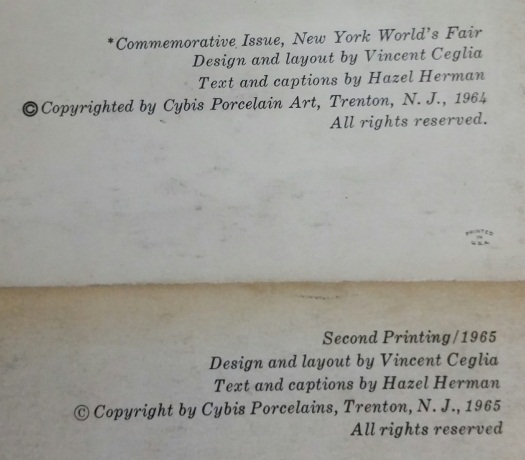 *Commemorative Issue, New York World's Fair
Design and layout by Vincent Ceglia
Text and captions by Hazel Herman
©Copyrighted by Cybis Porcelain Art, Trenton, N. J., 1964
All rights reserved.
PRINTED
IN
U.S.A.
Second Printing/1965
Design and layout by Vincent Ceglia
Text and captions by Hazel Herman
© Copyright by Cybis Porcelains, Trenton, N. J., 1965
All rights reserved